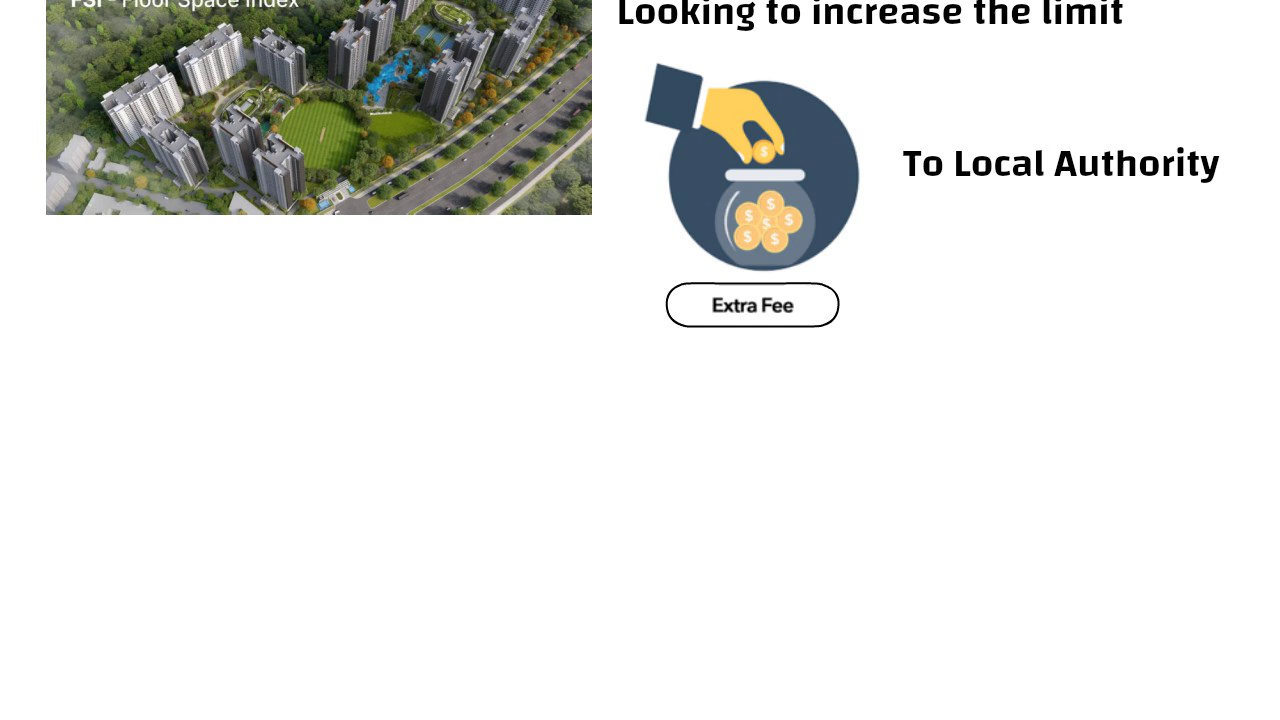 FSI - Floor Space Index
Looking to increase the limit
To Local Authority
Extra Fee